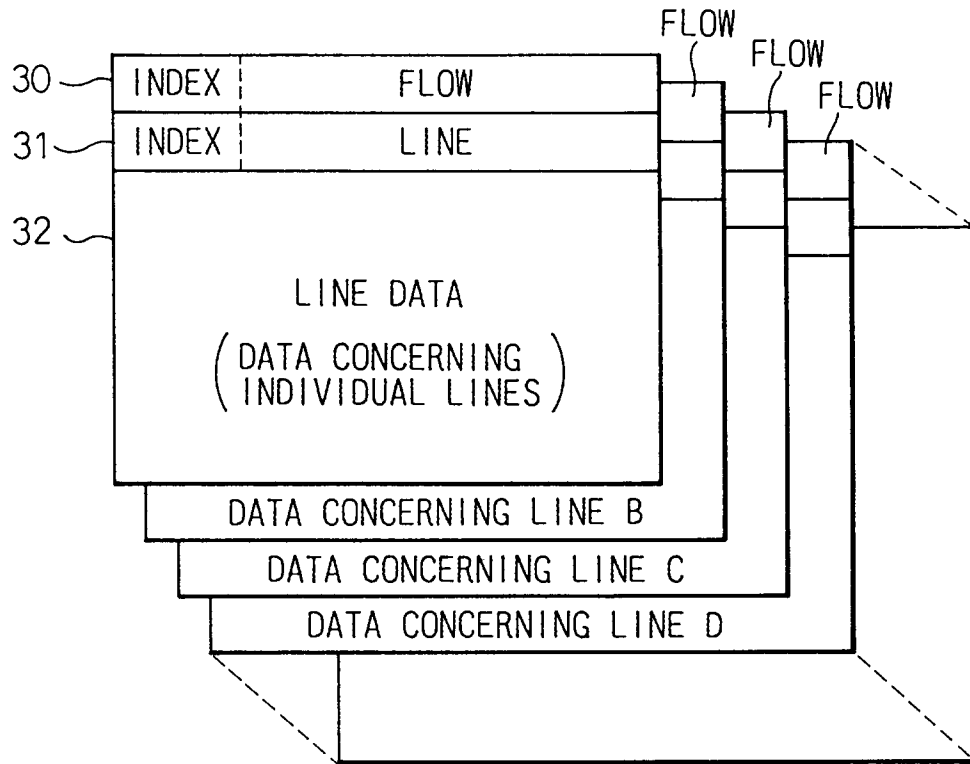 FLOW
FLOW
FLOW
30 INDEX FLOW
31 INDEX LINE
32
LINE DATA
(DATA CONCERNING
INDIVIDUAL LINES)
DATA CONCERNING LINE B
DATA CONCERNING LINE C
DATA CONCERNING LINE D